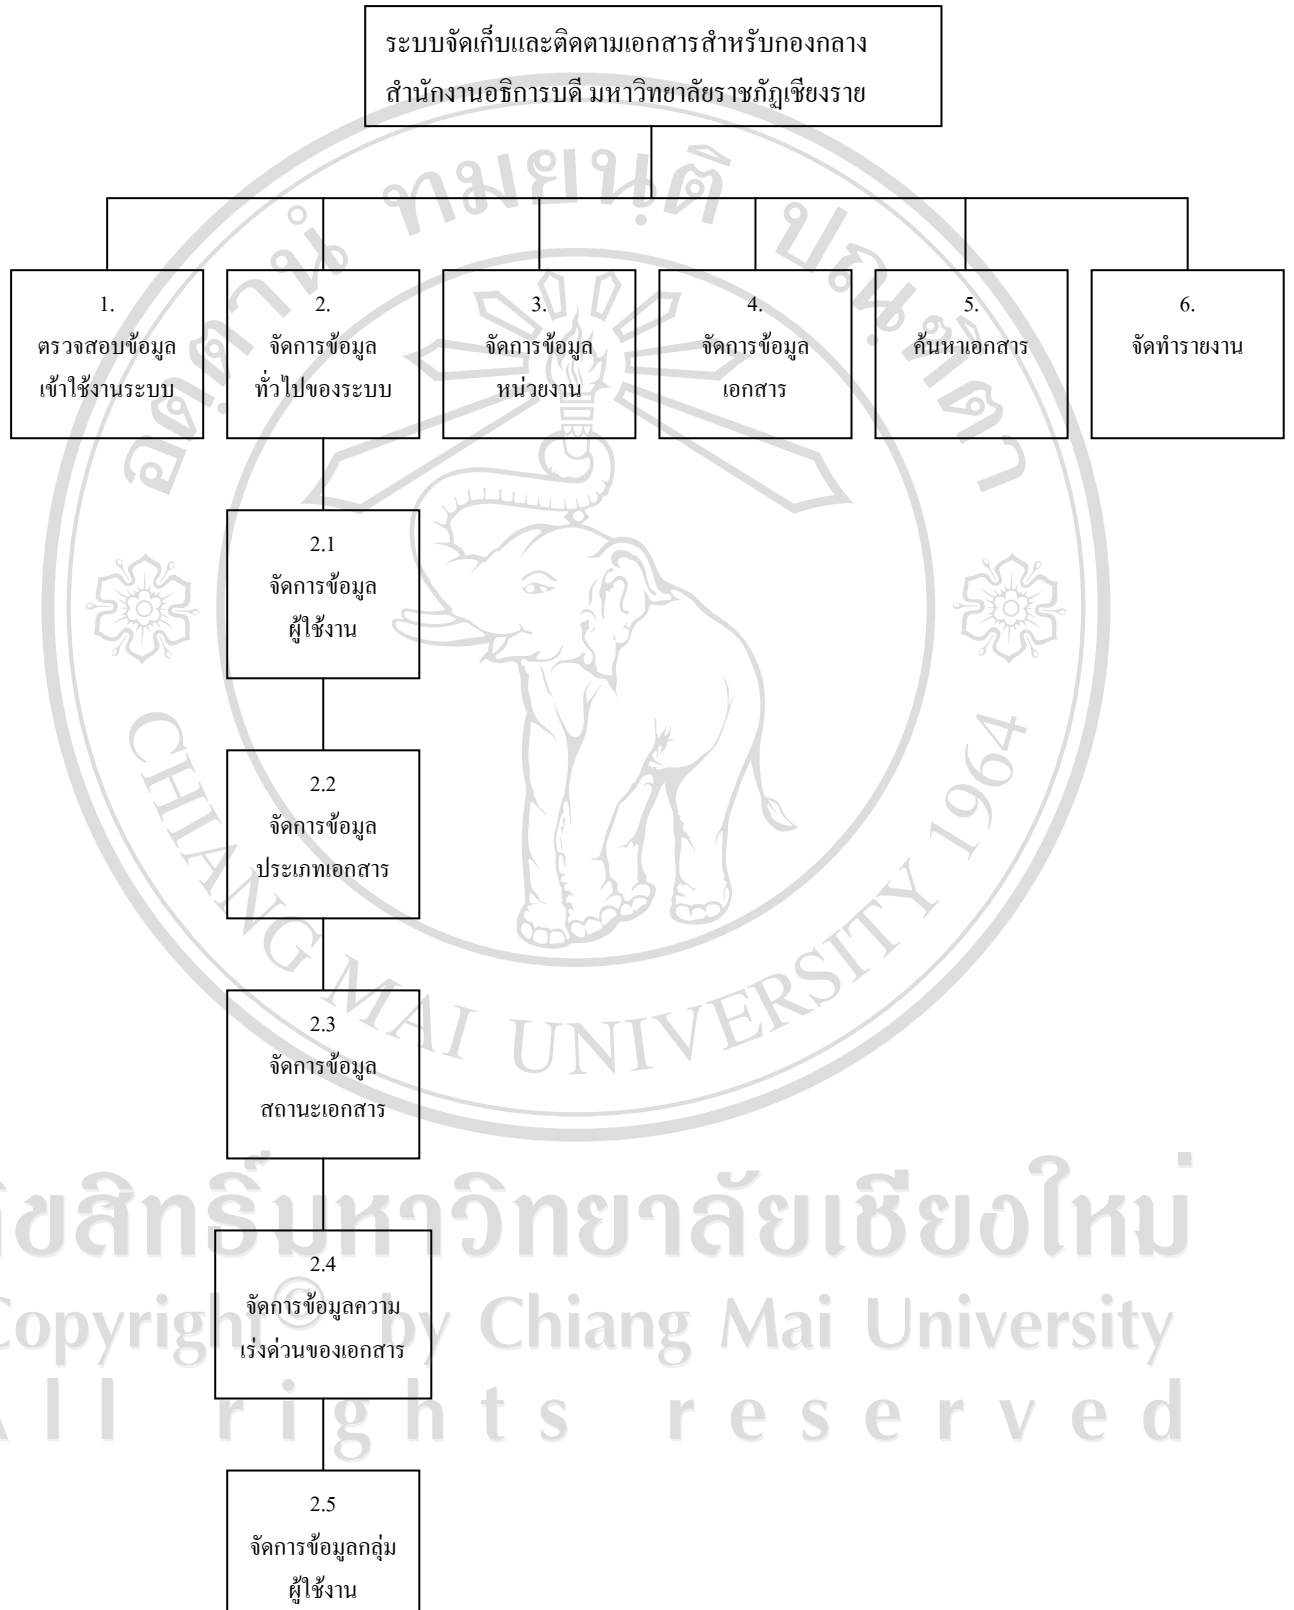 ระบบจัดเก็บและติดตามเอกสารสำหรับกองกลาง
สำนักงานอธิการบดี มหาวิทยาลัยราชภัฏเชียงราย
1.
ตรวจสอบข้อมูล
เข้าใช้งานระบบ
2.
จัดการข้อมูล
ทั่วไปของระบบ
3.
จัดการข้อมูล
หน่วยงาน
4.
จัดการข้อมูล
เอกสาร
5.
ค้นหาเอกสาร
6.
จัดทำรายงาน
2.1
จัดการข้อมูล
ผู้ใช้งาน
2.2
จัดการข้อมูล
ประเภทเอกสาร
2.3
จัดการข้อมูล
สถานะเอกสาร
2.4
จัดการข้อมูลความ
เร่งด่วนของเอกสาร
2.5
จัดการข้อมูลกลุ่ม
ผู้ใช้งาน
อตฺตานํ ทมยนฺติ ปณฺฑิตา
CHIANG MAI UNIVERSITY 1964
ิขสิทธิ์มหาวิทยาลัยเชียงใหม่
Copyright © by Chiang Mai University
All rights reserved